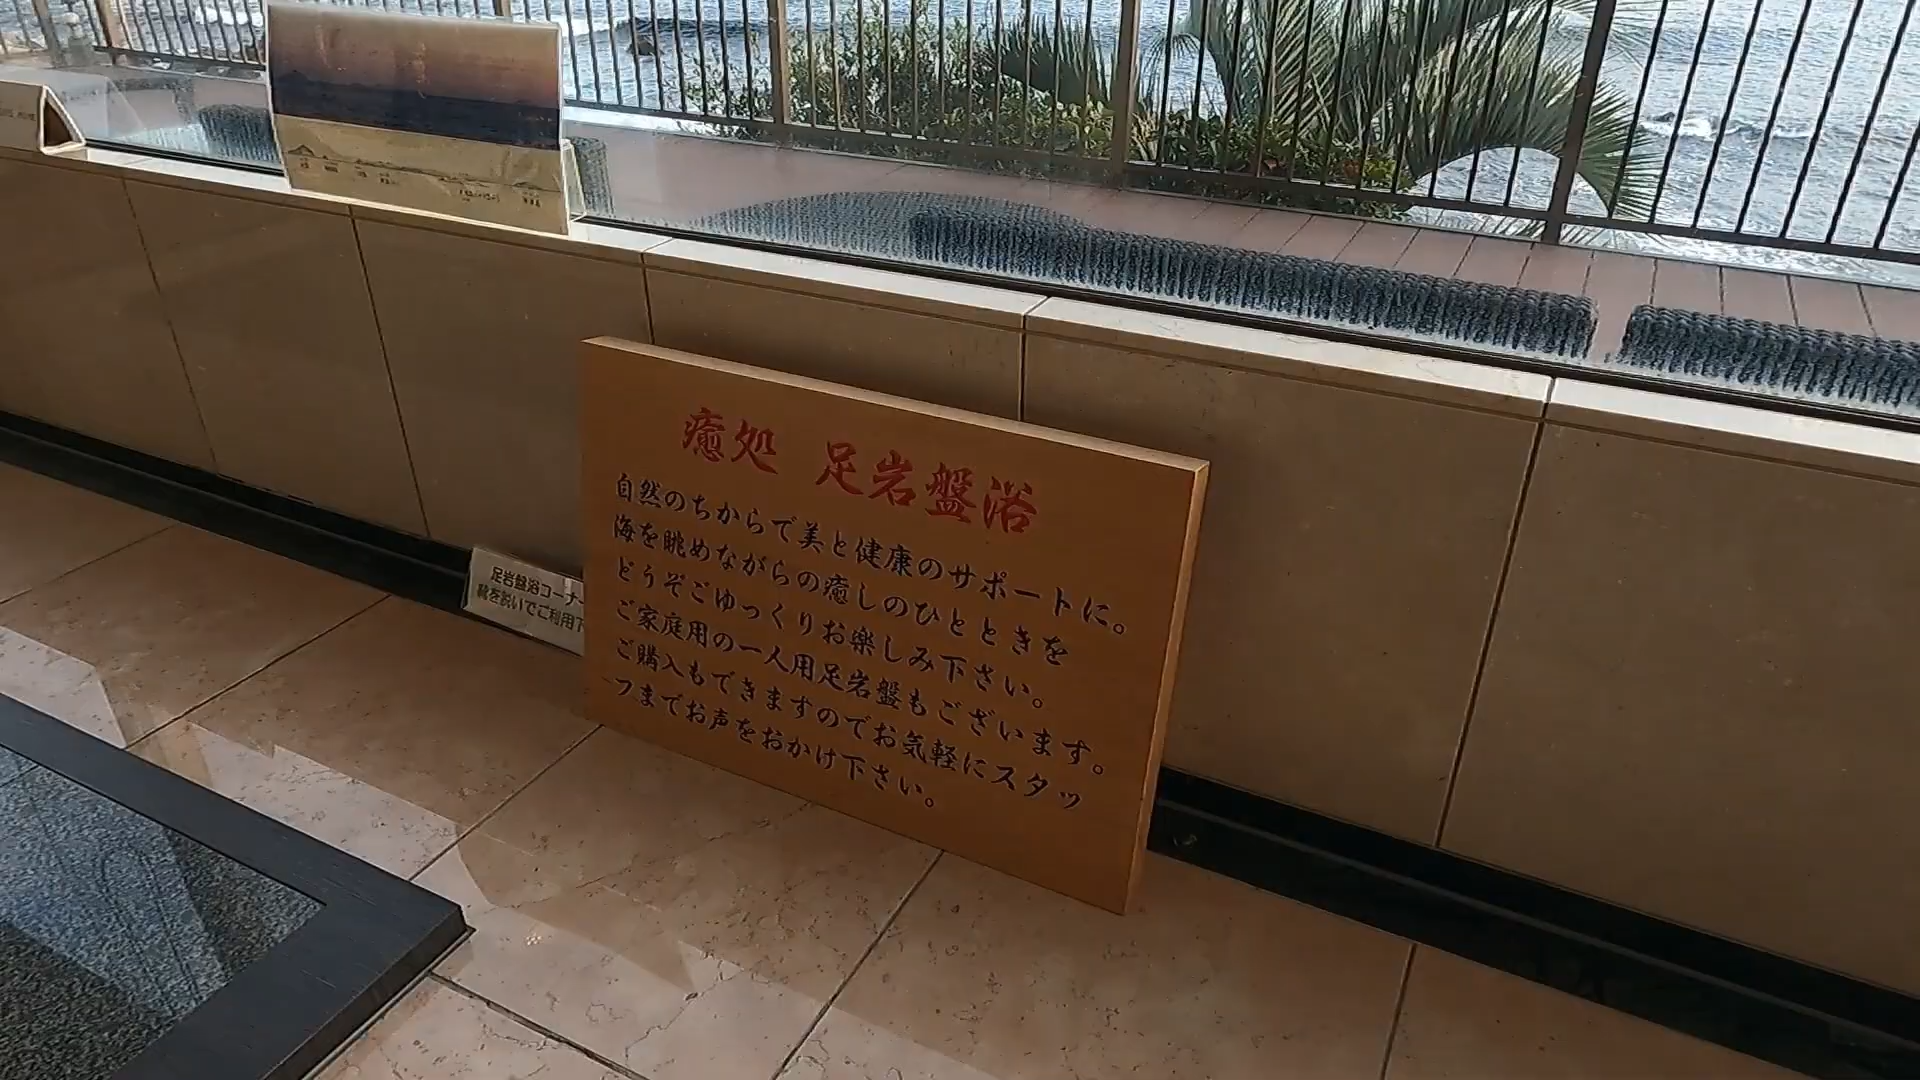 癒処 足岩盤浴
自然のちからで美と健康のサポートに。
海を眺めながらの癒しのひとときを
どうぞごゆっくりお楽しみ下さい。
ご家庭用の一人用足岩盤もございます。
ご購入もできますのでお気軽にスタッ
フまでお声をおかけ下さい。
足岩盤浴コーナー
靴を脱いでご利用下